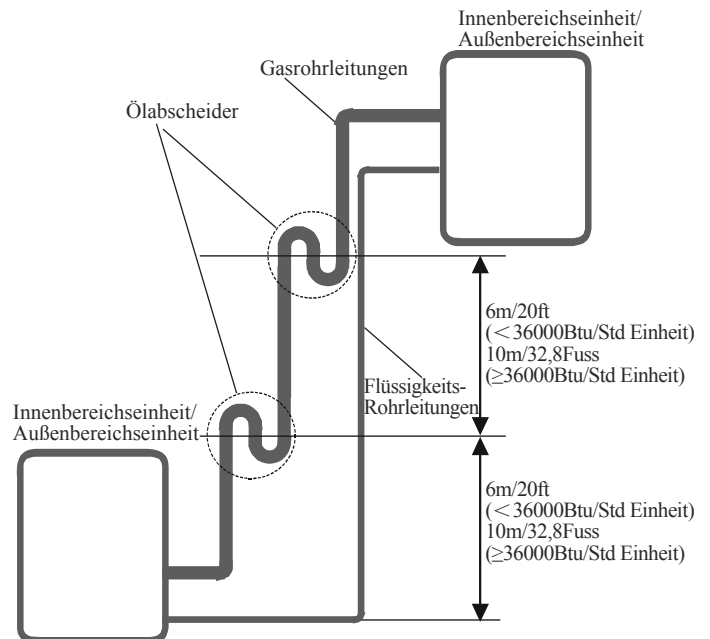 Innenbereichseinheit/
Außenbereichseinheit
Gasrohrleitungen
Ölabscheider
6m/20ft
(<36000Btu/Std Einheit)
10m/32,8Fuss
(≥36000Btu/Std Einheit)
Flüssigkeits-
Rohrleitungen
Innenbereichseinheit/
Außenbereichseinheit
6m/20ft
(<36000Btu/Std Einheit)
10m/32,8Fuss
(≥36000Btu/Std Einheit)